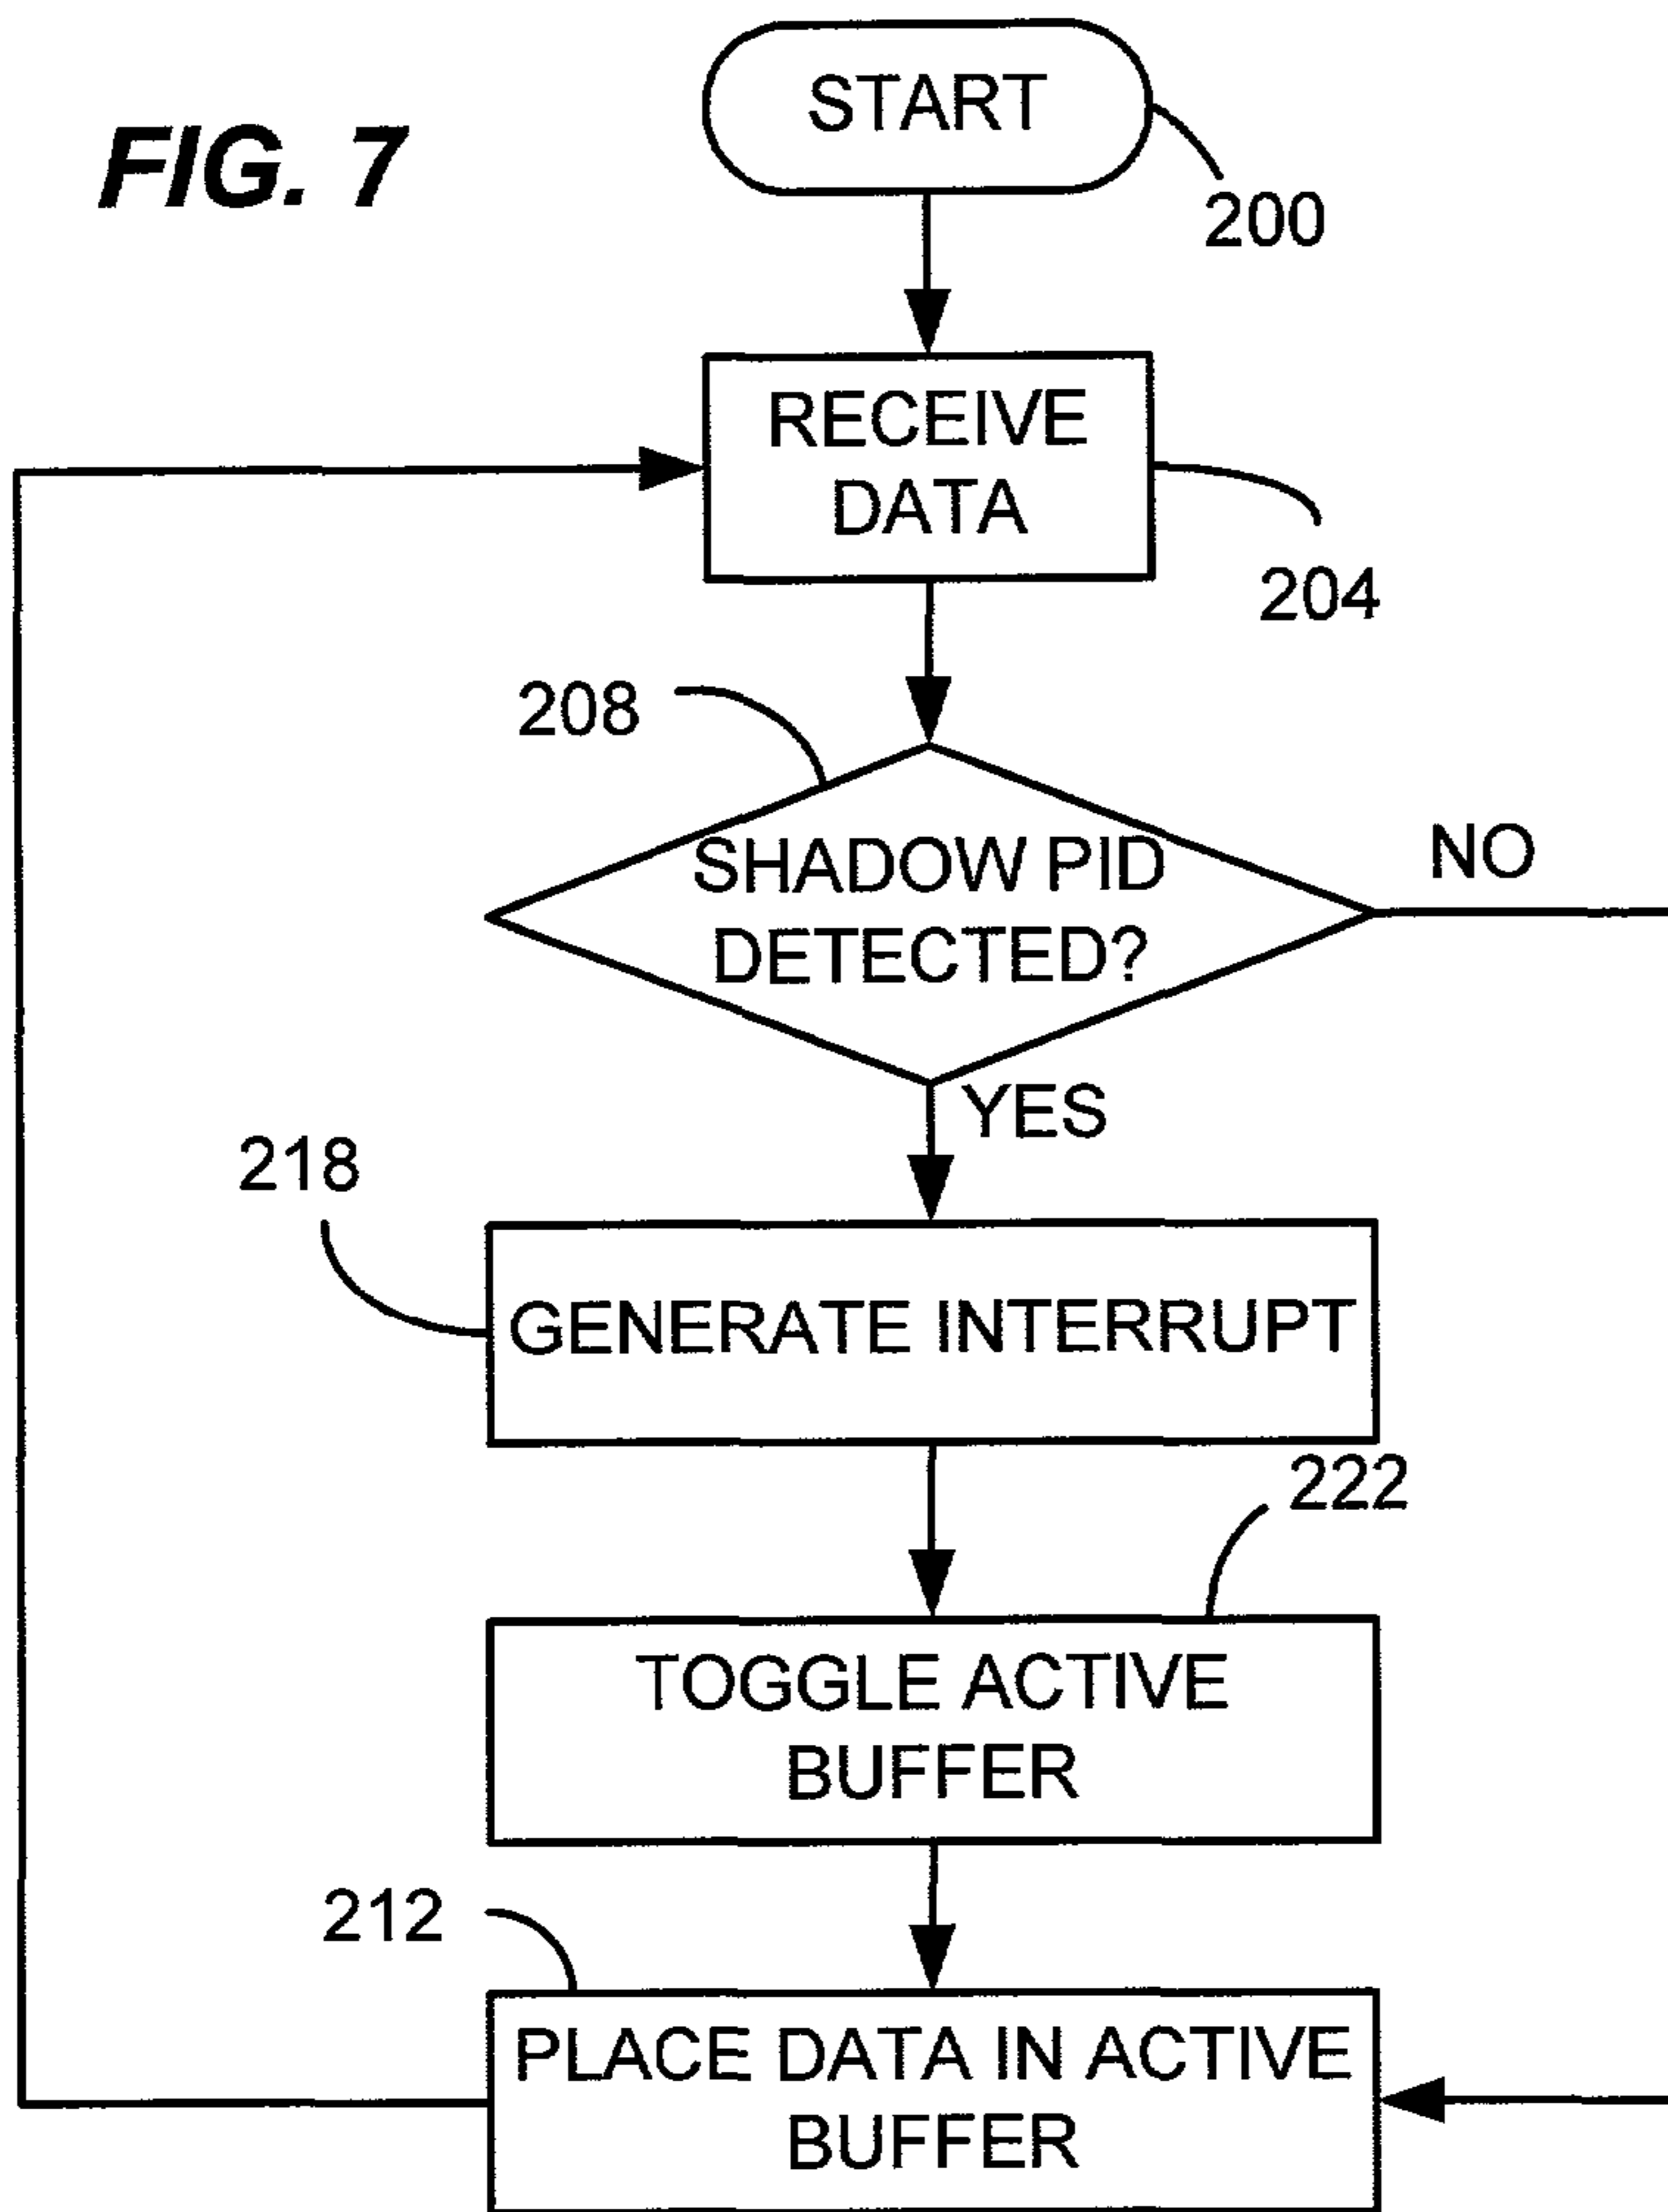 FIG. 7
START
200
RECEIVE
DATA
204
208
SHADOW PID
DETECTED?
NO
YES
218
GENERATE INTERRUPT
222
TOGGLE ACTIVE
BUFFER
212
PLACE DATA IN ACTIVE
BUFFER